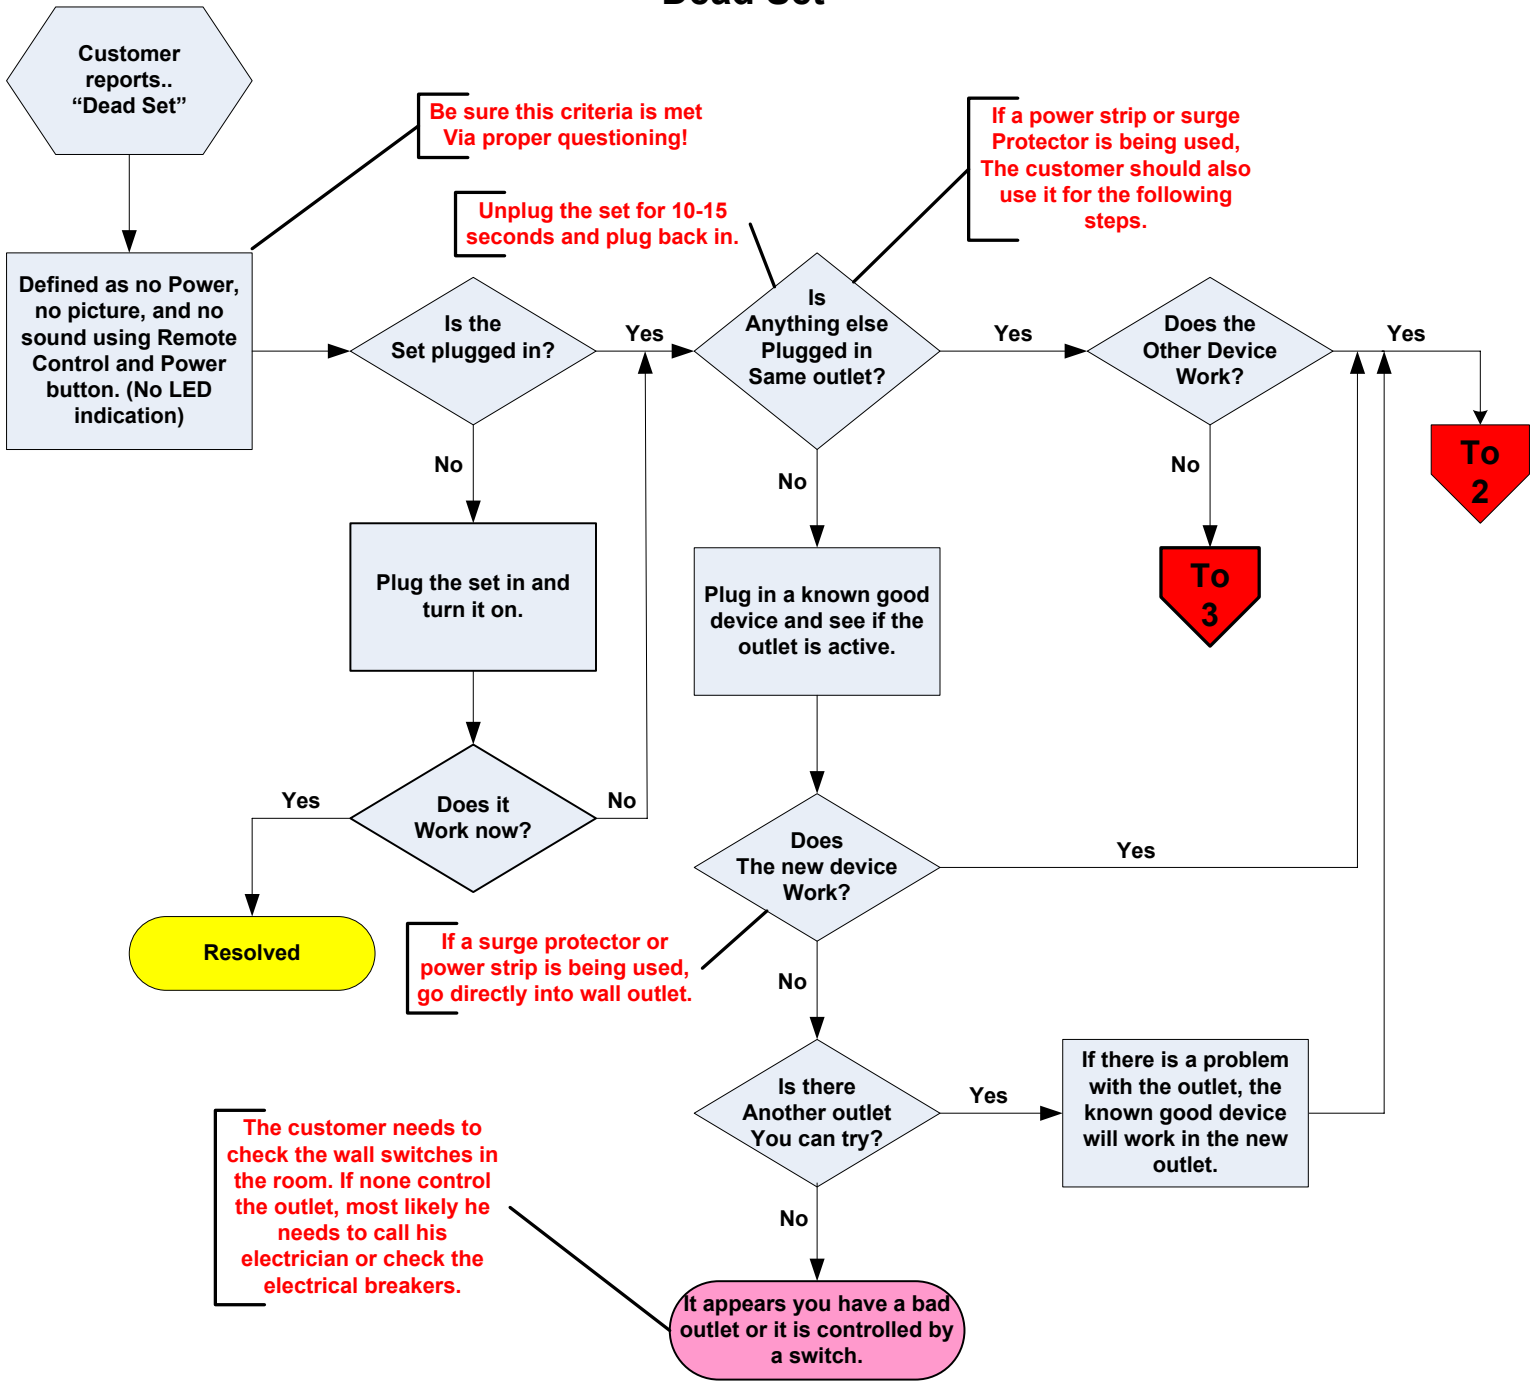 Dead Set
Customer
reports..
“Dead Set”
Be sure this criteria is met
Via proper questioning!
If a power strip or surge
Protector is being used,
The customer should also
use it for the following
steps.
Unplug the set for 10-15
seconds and plug back in.
Defined as no Power,
no picture, and no
sound using Remote
Control and Power
button. (No LED
indication)
Is the
Set plugged in?
Yes
Is
Anything else
Plugged in
Same outlet?
Yes
Does the
Other Device
Work?
Yes
To
2
No
No
No
To
3
Plug the set in and
turn it on.
Plug in a known good
device and see if the
outlet is active.
Yes
Does it
Work now?
No
Does
The new device
Work?
Yes
Resolved
If a surge protector or
power strip is being used,
go directly into wall outlet.
No
Is there
Another outlet
You can try?
Yes
If there is a problem
with the outlet, the
known good device
will work in the new
outlet.
The customer needs to
check the wall switches in
the room. If none control
the outlet, most likely he
needs to call his
electrician or check the
electrical breakers.
No
It appears you have a bad
outlet or it is controlled by
a switch.